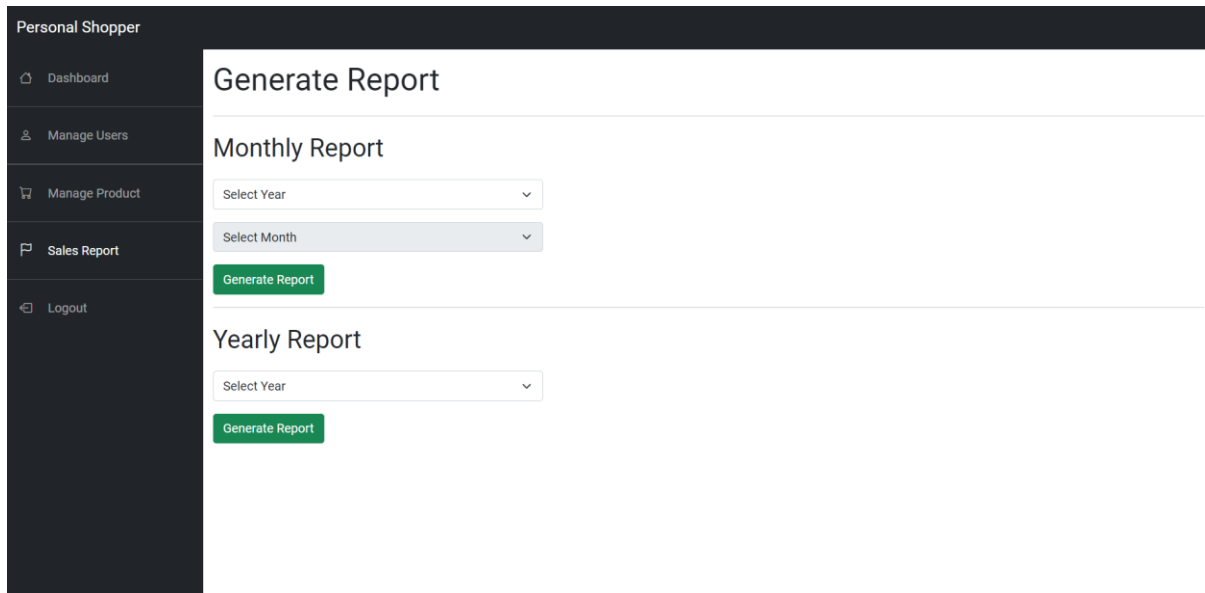 Personal Shopper
Dashboard
Manage Users
Manage Product
Sales Report
Logout
Generate Report
Monthly Report
Select Year
Select Month
Generate Report
Yearly Report
Select Year
Generate Report